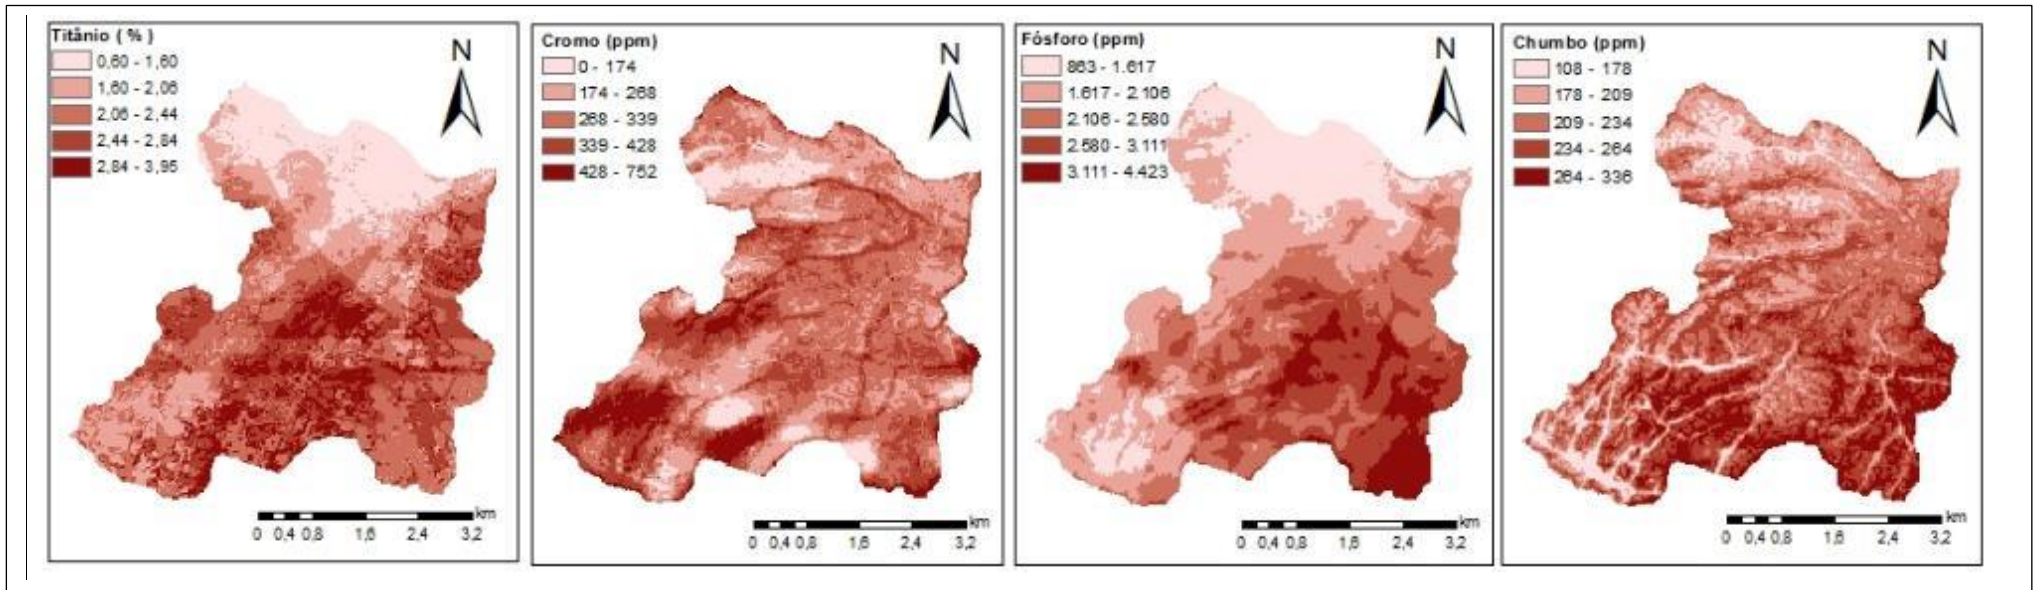 Titânio ( % )
0,60 - 1,60
1,60 - 2,06
2,06 - 2,44
2,44 - 2,84
2,84 - 3,95
N
km
0 0,4 0,8 1,6 2,4 3,2
Cromo (ppm)
0 - 174
174 - 268
268 - 339
339 - 428
428 - 752
N
km
0 0,4 0,8 1,6 2,4 3,2
Fósforo (ppm)
863 - 1.617
1.617 - 2.106
2.106 - 2.580
2.580 - 3.111
3.111 - 4.423
N
km
0 0,4 0,8 1,6 2,4 3,2
Chumbo (ppm)
108 - 178
178 - 209
209 - 234
234 - 264
264 - 336
N
km
0 0,4 0,8 1,6 2,4 3,2